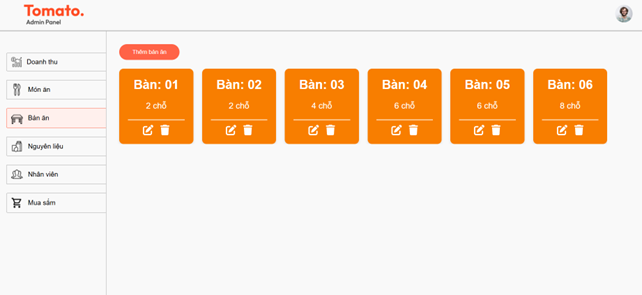 Tomato.
Admin Panel
Doanh thu
Món ăn
Bán ăn
Nguyên liệu
Nhân viên
Mua sắm
Thêm bàn ăn
Bàn: 01
2 chỗ
Bàn: 02
2 chỗ
Bàn: 03
4 chỗ
Bàn: 04
6 chỗ
Bàn: 05
6 chỗ
Bàn: 06
8 chỗ